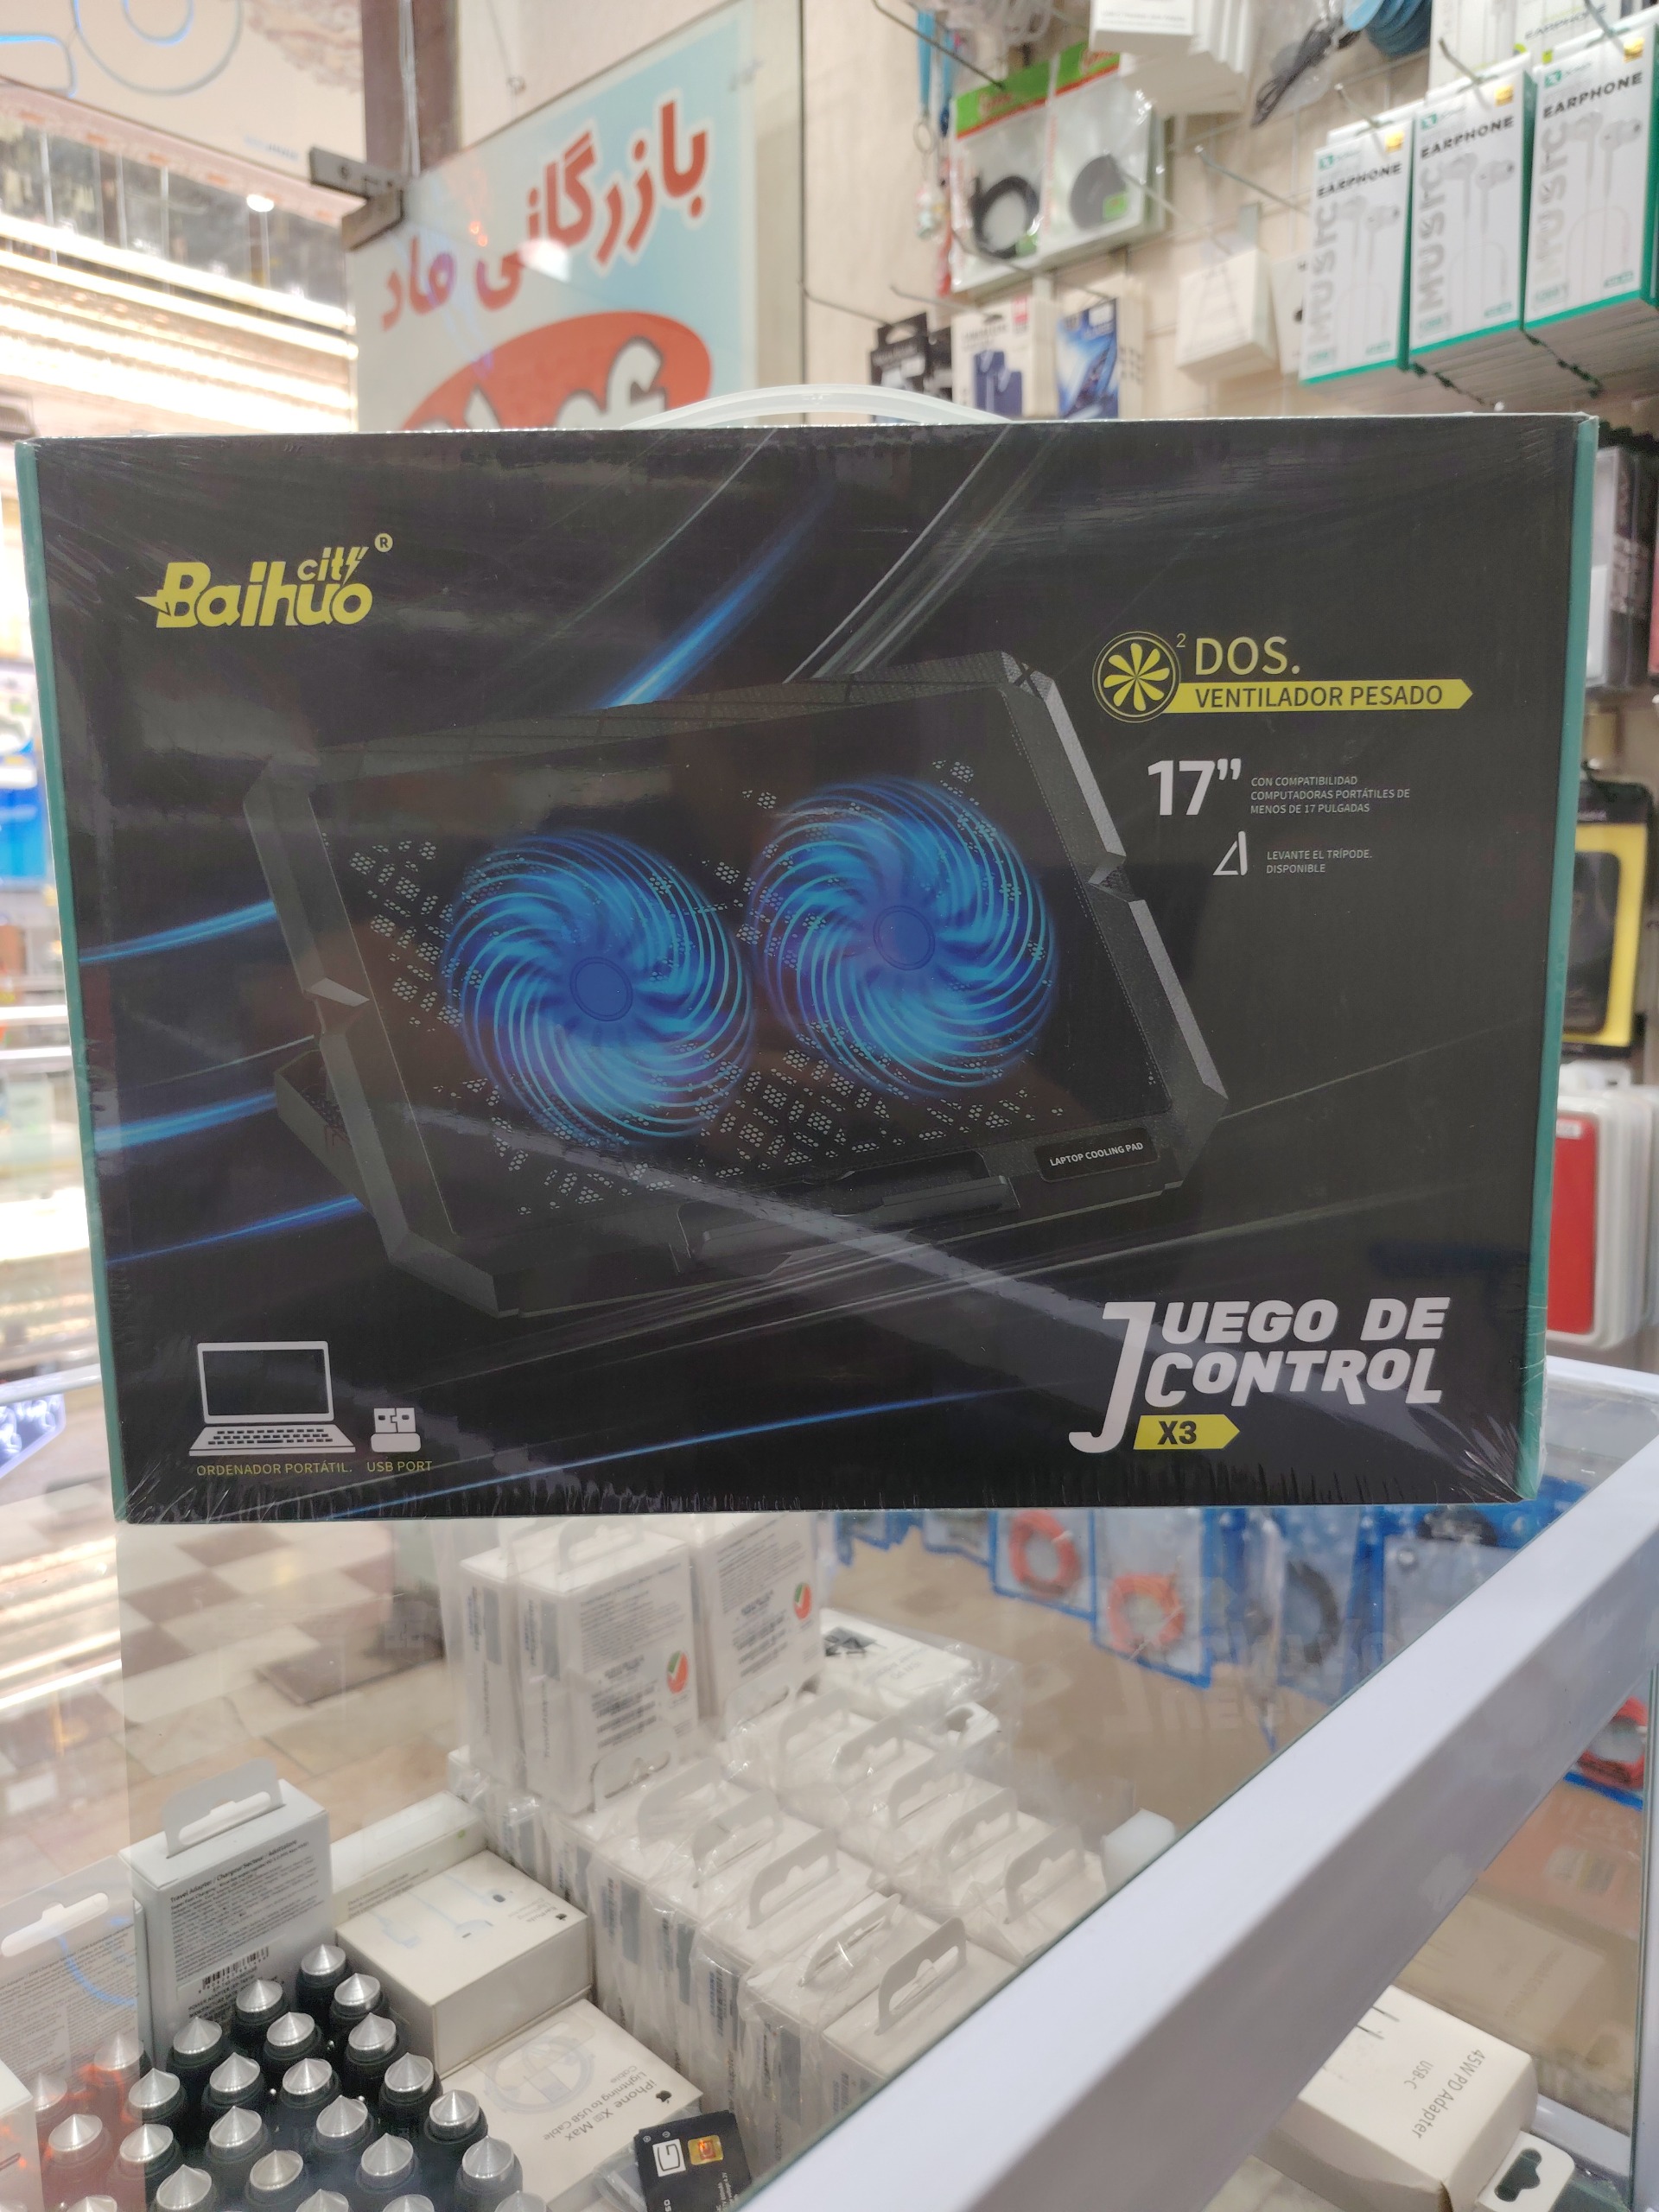 بازرگانی ماد
EARPHONE
MUSIC
EARPHONE
MUSIC
EARPHONE
MUSIC
Baihuo city ®
2 DOS.
VENTILADOR PESADO
17”
CON COMPATIBILIDAD
COMPUTADORAS PORTÁTILES DE
MENOS DE 17 PULGADAS
LEVANTE EL TRÍPODE.
DISPONIBLE
LAPTOP COOLING PAD
JUEGO DE
CONTROL
X3
ORDENADOR PORTÁTIL.
USB PORT
iPhone XIII Max
Lightning to USB Cable
45W PD Adapter
USB-C